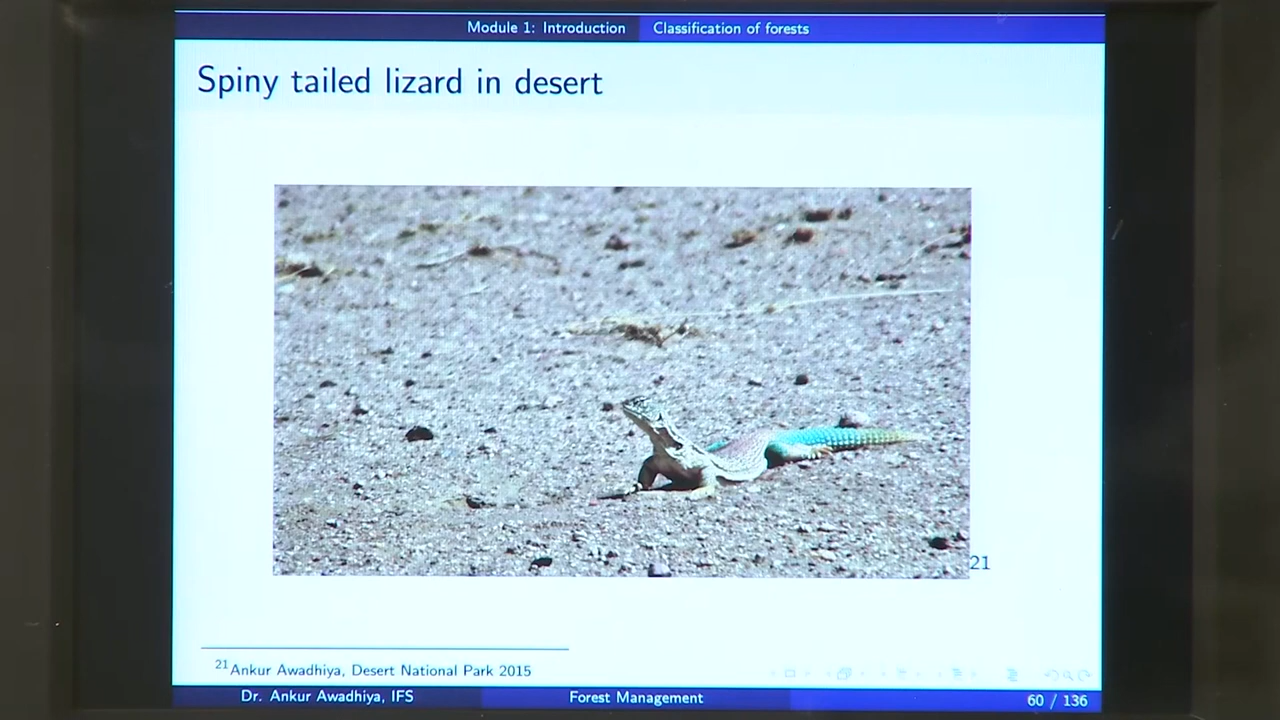 Module 1: Introduction Classification of forests
Spiny tailed lizard in desert
21
21 Ankur Awadhiya, Desert National Park 2015
Dr. Ankur Awadhiya, IFS Forest Management 60 / 136